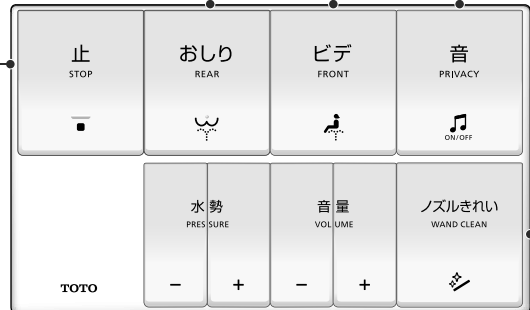 止
STOP
おしり
REAR
ビデ
FRONT
音
PRIVACY
ON/OFF
水勢
PRESSURE
- +
音量
VOLUME
- +
ノズルきれい
WAND CLEAN
TOTO